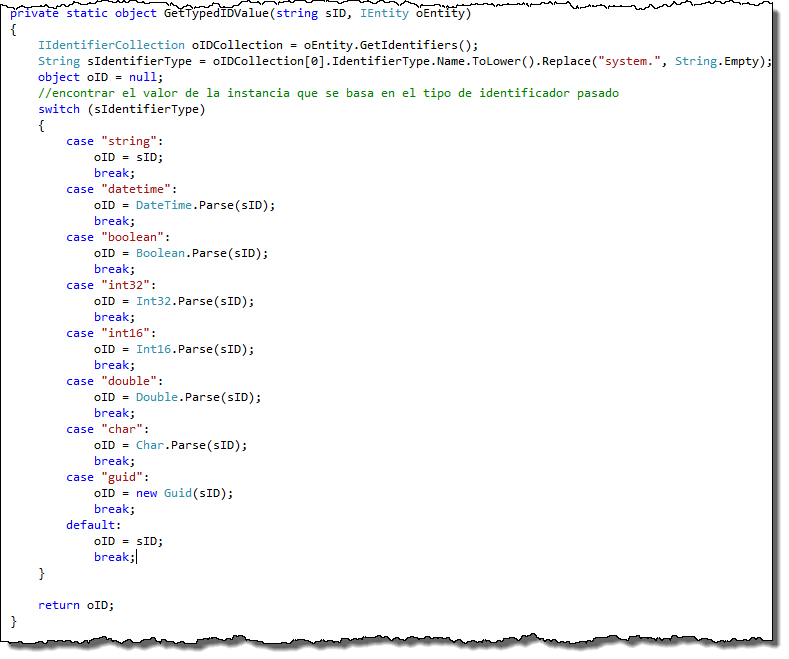 private static object GetTypedIDValue(string sID, IEntity oEntity)
{
    IIdentifierCollection oIDCollection = oEntity.GetIdentifiers();
    String sIdentifierType = oIDCollection[0].IdentifierType.Name.ToLower().Replace("system.", String.Empty);
    object oID = null;
    //encontrar el valor de la instancia que se basa en el tipo de identificador pasado
    switch (sIdentifierType)
    {
        case "string":
            oID = sID;
            break;
        case "datetime":
            oID = DateTime.Parse(sID);
            break;
        case "boolean":
            oID = Boolean.Parse(sID);
            break;
        case "int32":
            oID = Int32.Parse(sID);
            break;
        case "int16":
            oID = Int16.Parse(sID);
            break;
        case "double":
            oID = Double.Parse(sID);
            break;
        case "char":
            oID = Char.Parse(sID);
            break;
        case "guid":
            oID = new Guid(sID);
            break;
        default:
            oID = sID;
            break;
    }
    return oID;
}